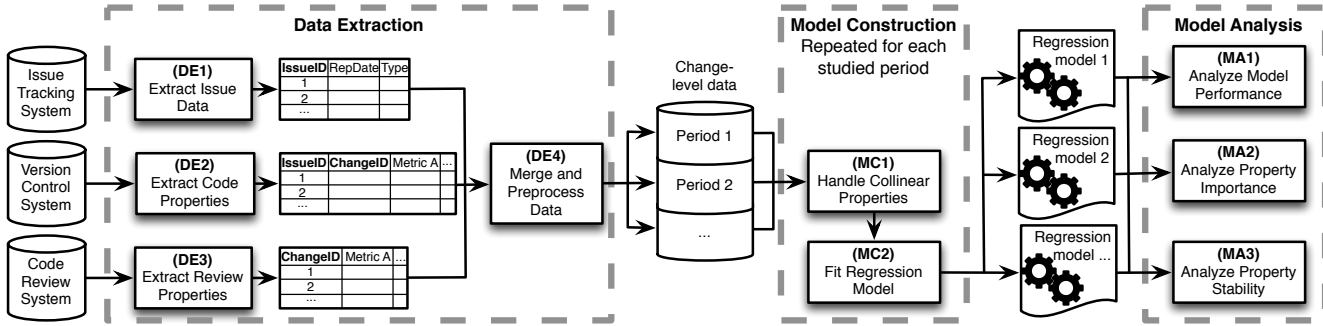 Data Extraction
Issue
Tracking
System
(DE1)
Extract Issue
Data
IssueID RepDate Type
1
2
...
Version
Control
System
(DE2)
Extract Code
Properties
IssueID ChangeID Metric A ...
1
2
...
Code
Review
System
(DE3)
Extract Review
Properties
ChangeID Metric A ...
1
2
...
(DE4)
Merge and
Preprocess
Data
Change-
level data
Period 1
Period 2
...
Model Construction
Repeated for each
studied period
(MC1)
Handle Collinear
Properties
(MC2)
Fit Regression
Model
Regression
model 1
Regression
model 2
Regression
model ...
Model Analysis
(MA1)
Analyze Model
Performance
(MA2)
Analyze Property
Importance
(MA3)
Analyze Property
Stability